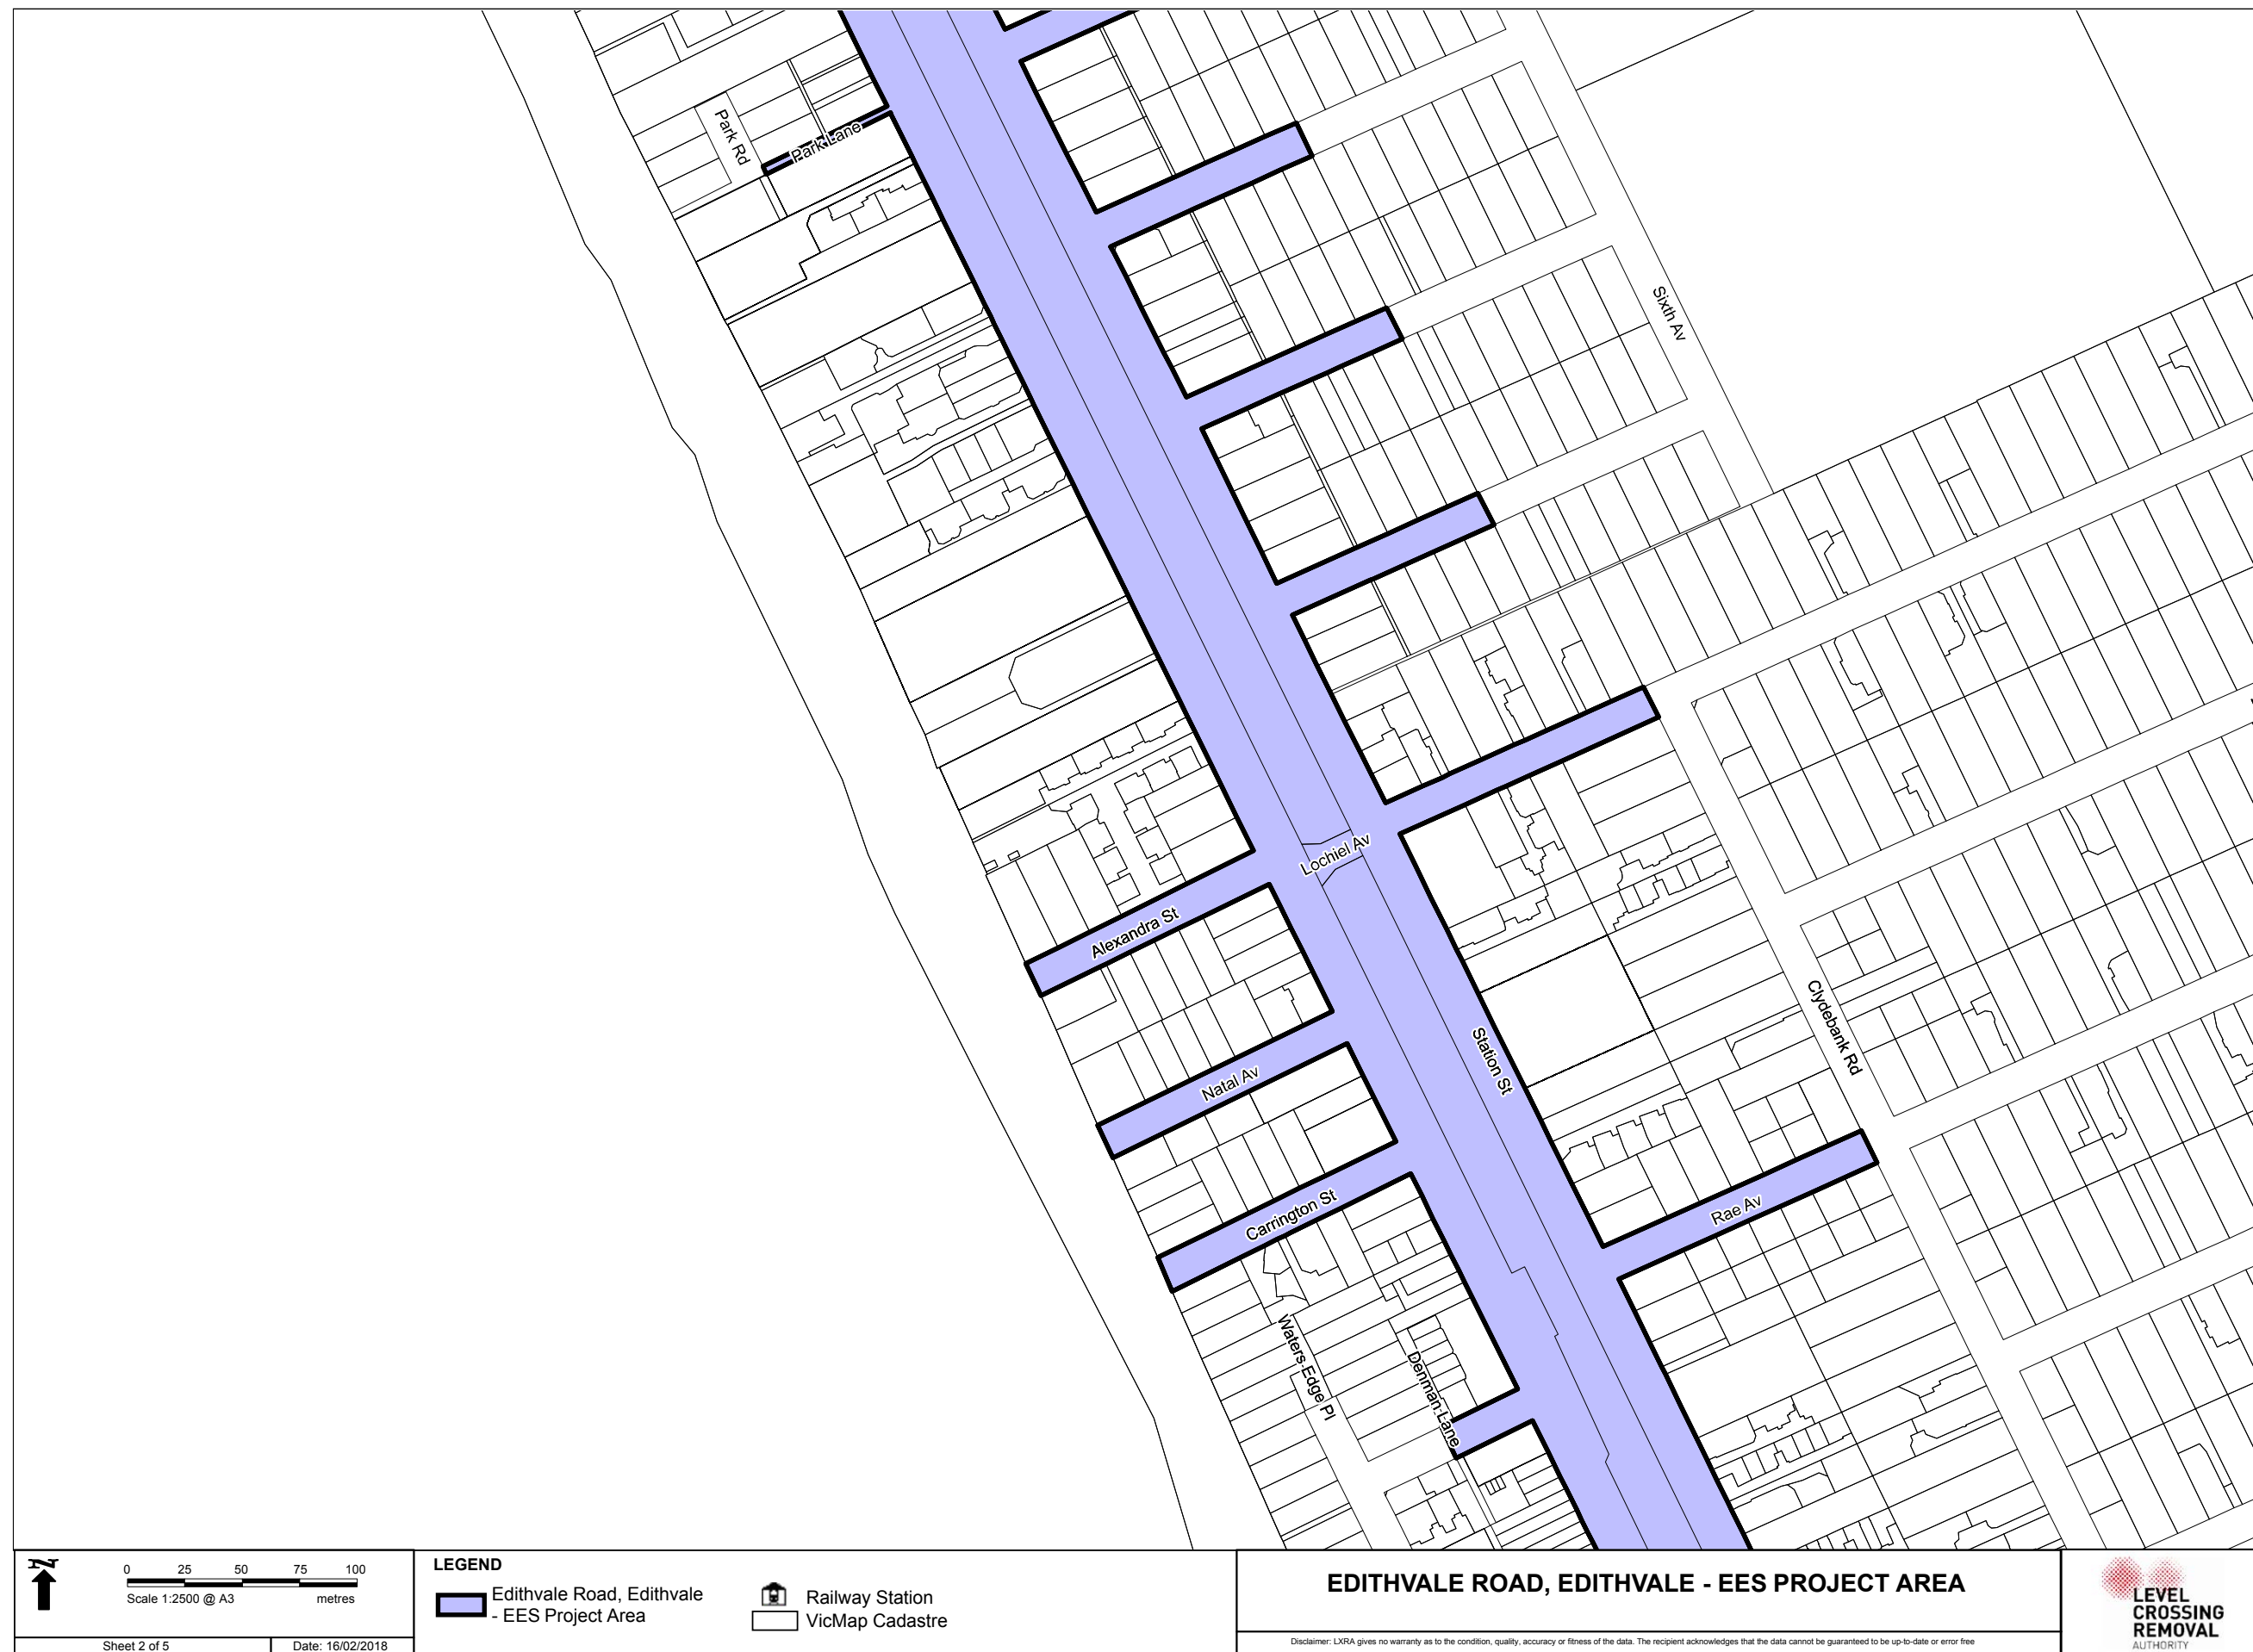 Park Rd
Park Lane
Sixth Av
Lochiel Av
Alexandra St
Clydebank Rd
Station St
Natal Av
Carrington St
Rae Av
Waters Edge Pl
Denman Lane
N
0 25 50 75 100
Scale 1:2500 @ A3 metres
Sheet 2 of 5
Date: 16/02/2018
LEGEND
Edithvale Road, Edithvale
- EES Project Area
Railway Station
VicMap Cadastre
EDITHVALE ROAD, EDITHVALE - EES PROJECT AREA
Disclaimer: LXRA gives no warranty as to the condition, quality, accuracy or fitness of the data. The recipient acknowledges that the data cannot be guaranteed to be up-to-date or error free
LEVEL
CROSSING
REMOVAL
AUTHORITY